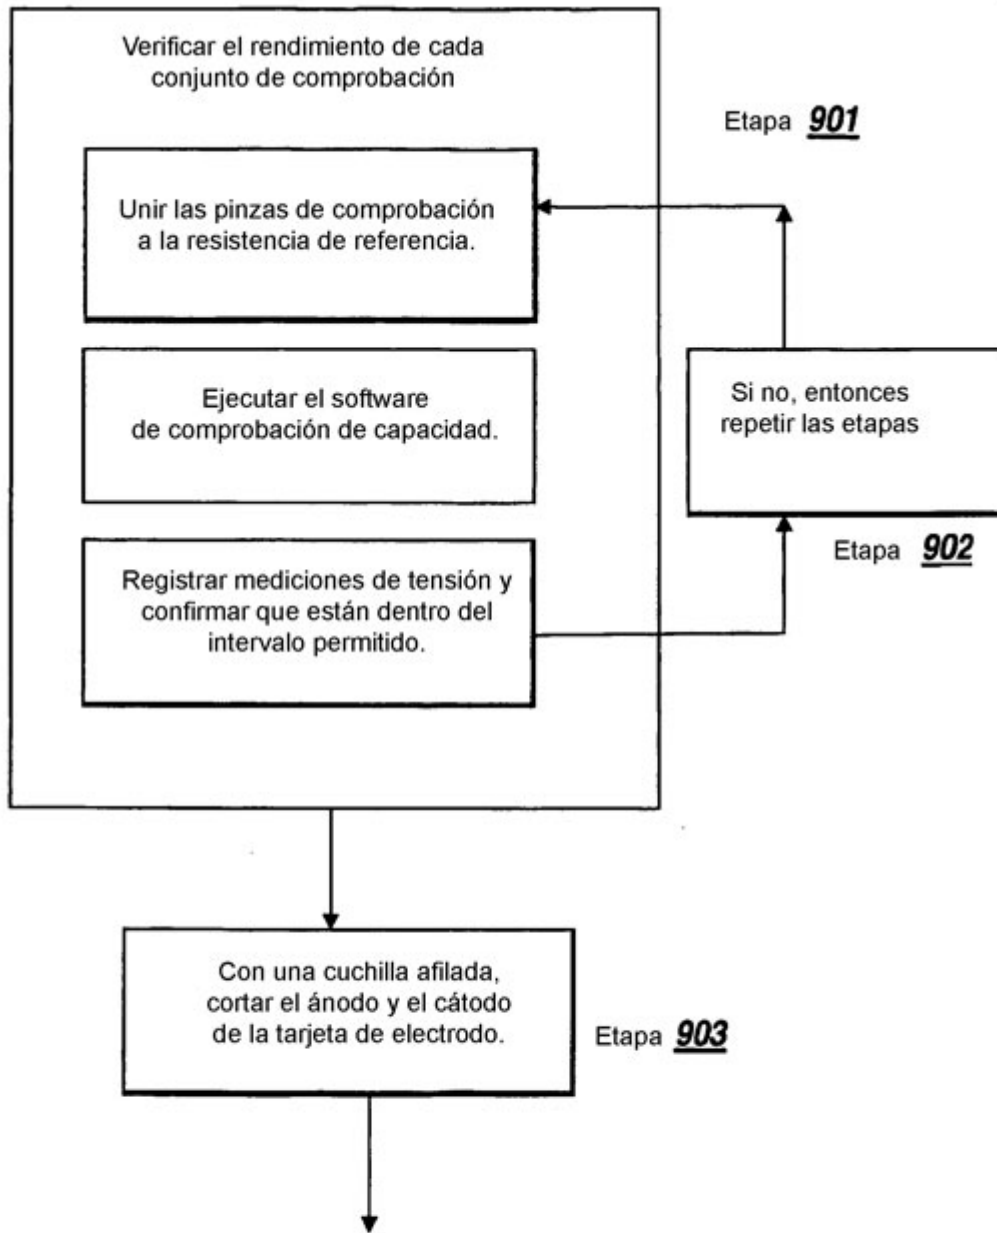 Verificar el rendimiento de cada
conjunto de comprobación
Etapa 901
Unir las pinzas de comprobación
a la resistencia de referencia.
Ejecutar el software
de comprobación de capacidad.
Si no, entonces
repetir las etapas
Etapa 902
Registrar mediciones de tensión y
confirmar que están dentro del
intervalo permitido.
Con una cuchilla afilada,
cortar el ánodo y el cátodo
de la tarjeta de electrodo.
Etapa 903